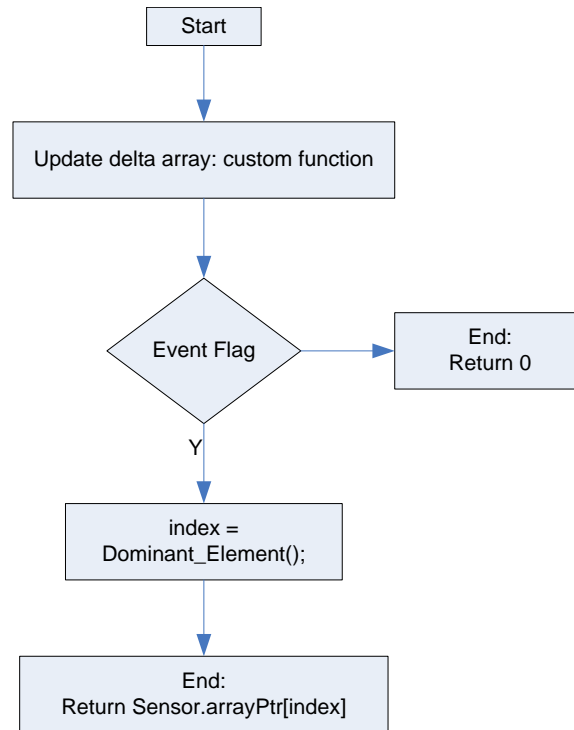 Start
Update delta array: custom function
Event Flag
End:
Return 0
Y
index =
Dominant_Element();
End:
Return Sensor.arrayPtr[index]